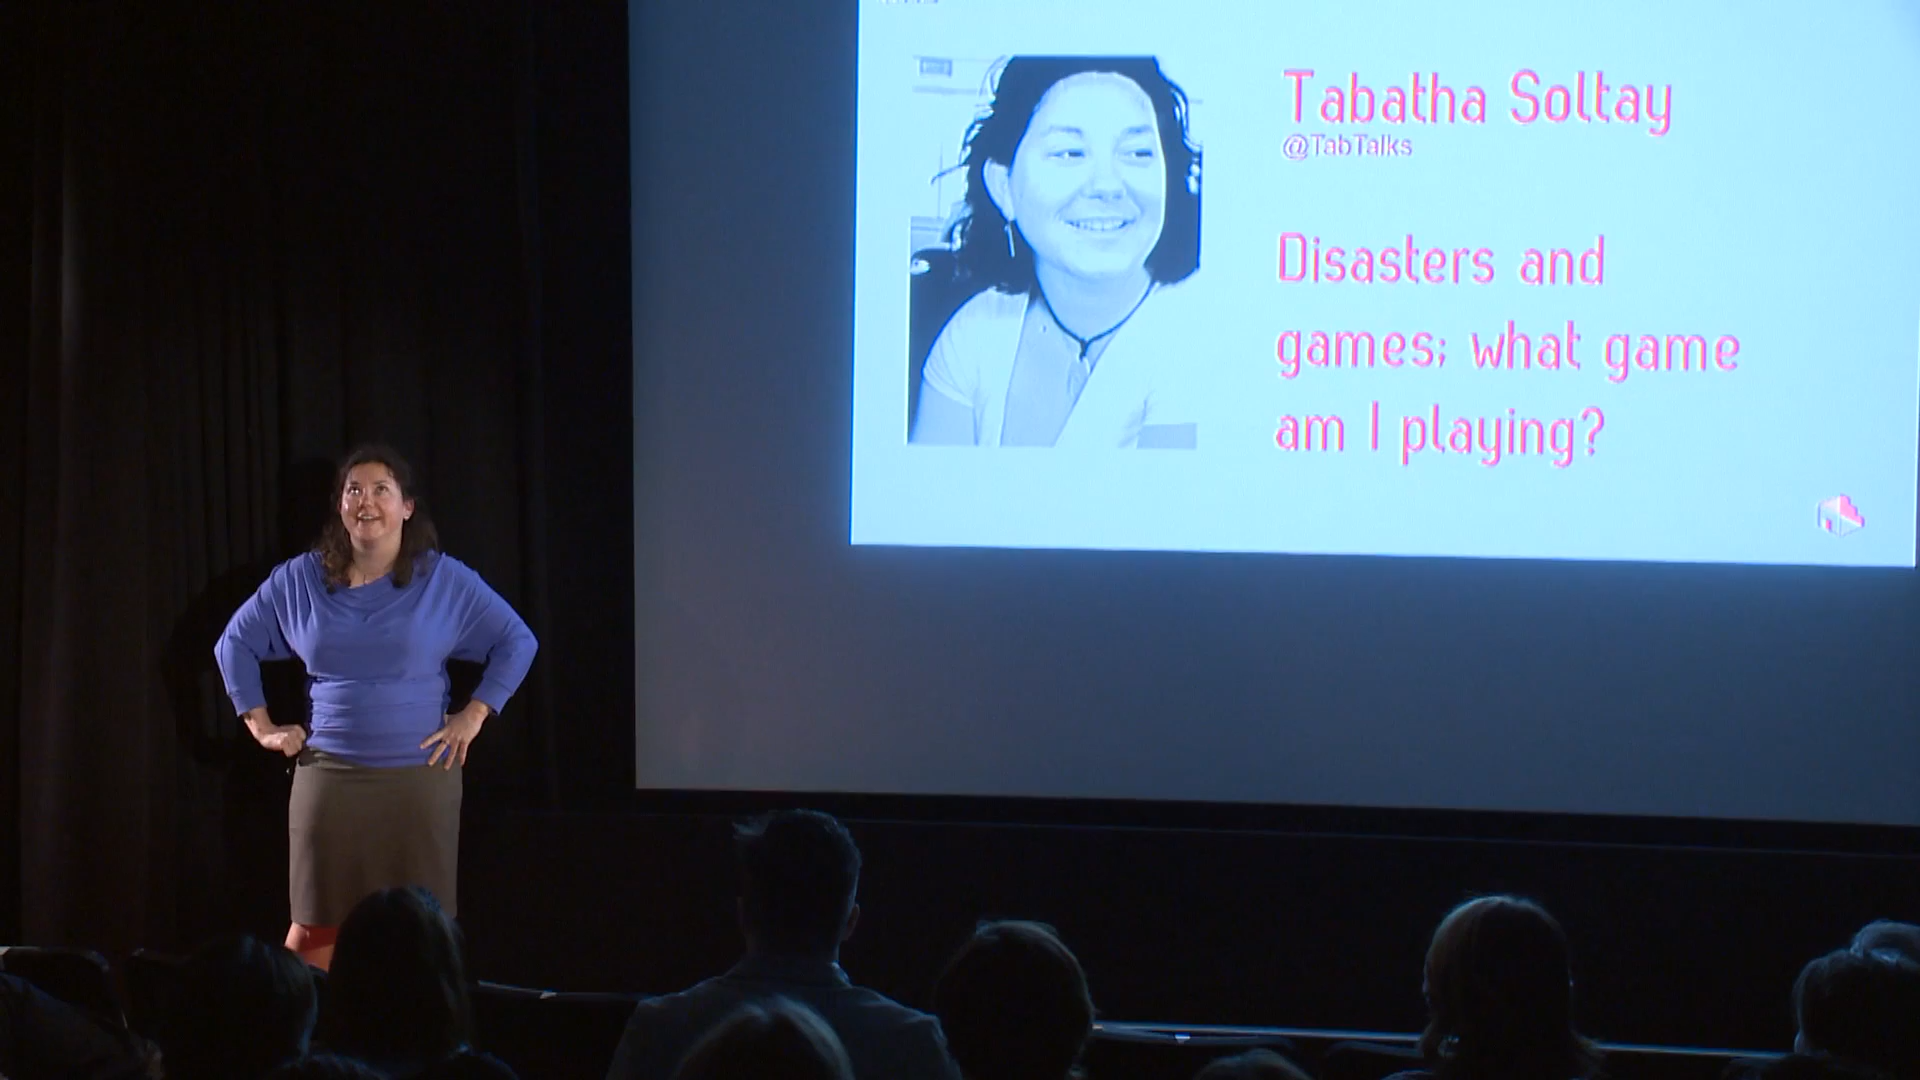 Tabatha Soltay
@TabTalks
Disasters and
games; what game
am I playing?